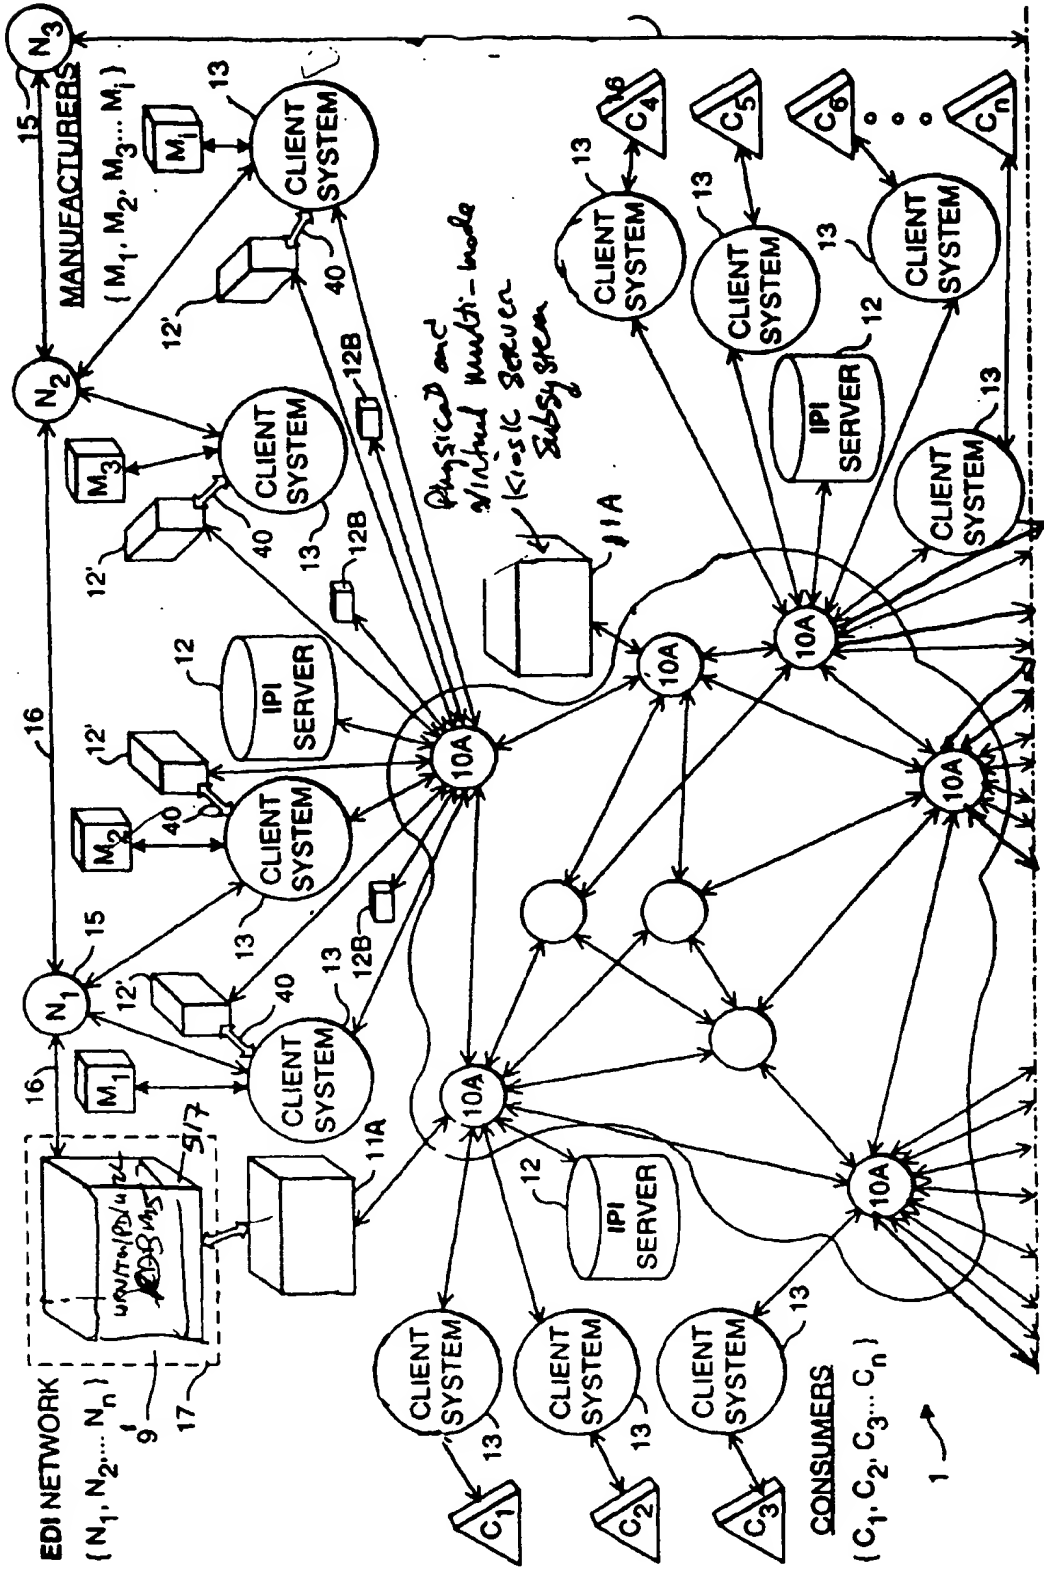 EDI NETWORK
{ N1, N2,... Nn }
9'
17
16
N1
15
16
N2
15
N3
MANUFACTURERS
{ M1, M2, M3... Mi }
URN/TM/PD/URL
RDBMS
S/7
M1
12'
40
CLIENT
SYSTEM
13
12B
M2
12'
40
CLIENT
SYSTEM
13
12
IPI
SERVER
M3
12'
40
CLIENT
SYSTEM
13
12B
Mi
12'
40
CLIENT
SYSTEM
13
12B
11A
10A
10A
10A
10A
10A
10A
Physical and
Virtual multi-mode
Kiosk Server
Subsystem
11A
12
IPI
SERVER
C1
CLIENT
SYSTEM
13
C2
CLIENT
SYSTEM
13
C3
CLIENT
SYSTEM
13
CLIENT
SYSTEM
13
C4
16
CLIENT
SYSTEM
13
C5
CLIENT
SYSTEM
13
C6
IPI
SERVER
12
CLIENT
SYSTEM
13
Cn
CONSUMERS
{ C1, C2, C3... Cn }
1